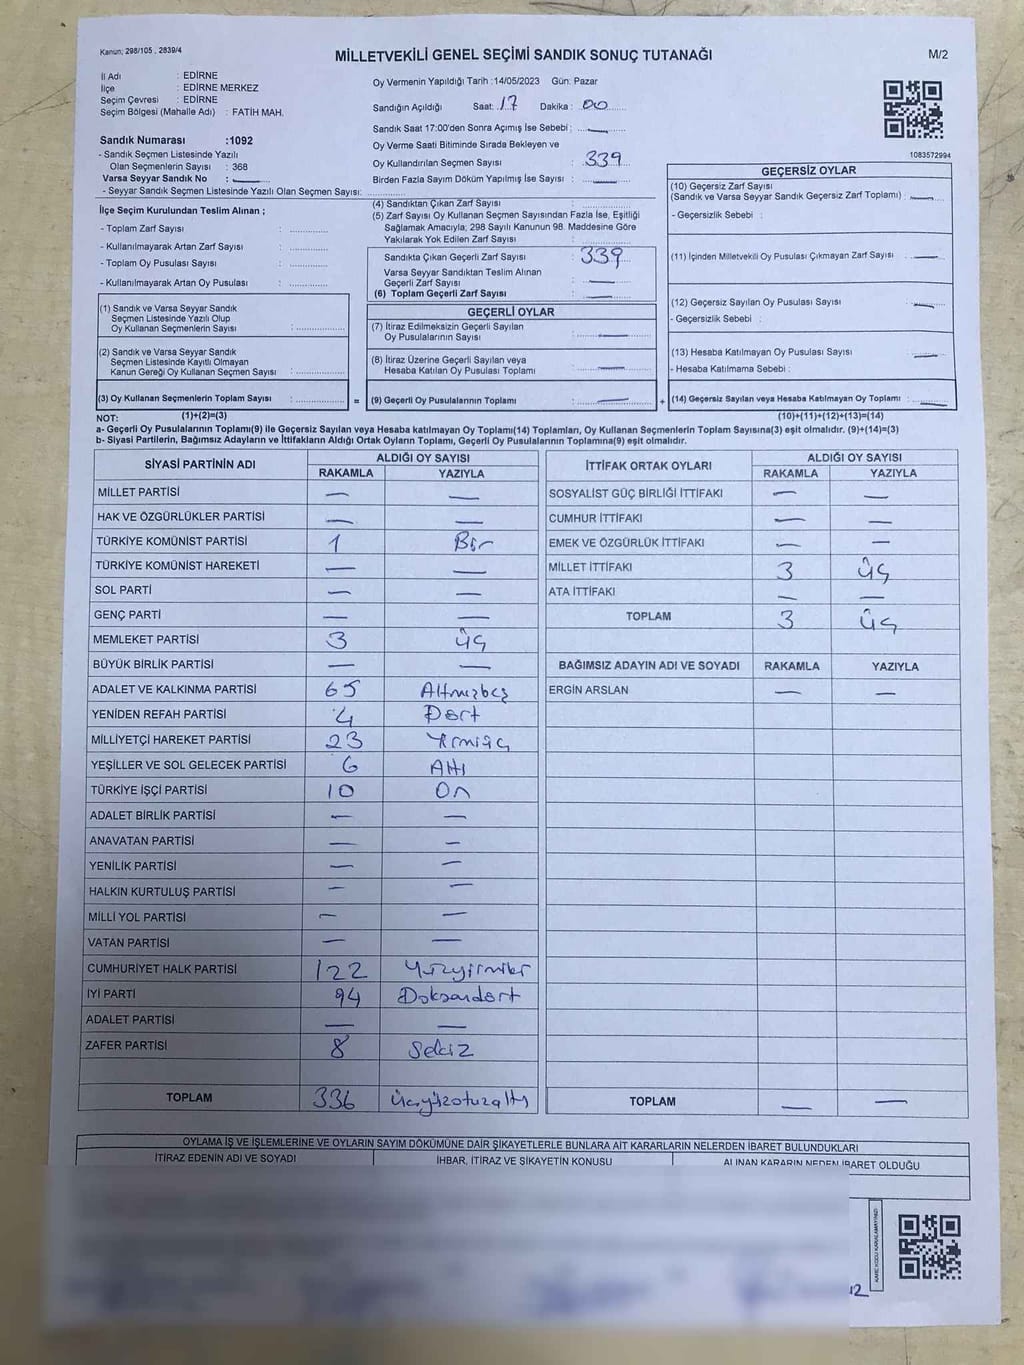 Kanun; 298/105 , 2839/4
MİLLETVEKİLİ GENEL SEÇİMİ SANDIK SONUÇ TUTANAĞI
M/2
İl Adı : EDİRNE
İlçe : EDİRNE MERKEZ
Seçim Çevresi : EDİRNE
Seçim Bölgesi (Mahalle Adı) : FATİH MAH.
Sandık Numarası :1092
- Sandık Seçmen Listesinde Yazılı
Olan Seçmenlerin Sayısı : 368
Varsa Seyyar Sandık No : —
- Seyyar Sandık Seçmen Listesinde Yazılı Olan Seçmen Sayısı:
Oy Vermenin Yapıldığı Tarih :14/05/2023 Gün: Pazar
Sandığın Açıldığı Saat: 17 Dakika : 00
Sandık Saat 17:00'den Sonra Açımış İse Sebebi : —
Oy Verme Saati Bitiminde Sırada Bekleyen ve
Oy Kullandırılan Seçmen Sayısı : 339
Birden Fazla Sayım Döküm Yapılmış İse Sayısı : —
1083572994
İlçe Seçim Kurulundan Teslim Alınan ;
- Toplam Zarf Sayısı :
- Kullanılmayarak Artan Zarf Sayısı :
- Toplam Oy Pusulası Sayısı :
- Kullanılmayarak Artan Oy Pusulası :
(4) Sandıktan Çıkan Zarf Sayısı :
(5) Zarf Sayısı Oy Kullanan Seçmen Sayısından Fazla İse, Eşitliği
Sağlamak Amacıyla; 298 Sayılı Kanunun 98. Maddesine Göre
Yakılarak Yok Edilen Zarf Sayısı :
Sandıkta Çıkan Geçerli Zarf Sayısı : 339
Varsa Seyyar Sandıktan Teslim Alınan
Geçerli Zarf Sayısı : —
(6) Toplam Geçerli Zarf Sayısı : —
GEÇERSİZ OYLAR
(10) Geçersiz Zarf Sayısı
(Sandık ve Varsa Seyyar Sandık Geçersiz Zarf Toplamı) : —
- Geçersizlik Sebebi :
(11) İçinden Milletvekili Oy Pusulası Çıkmayan Zarf Sayısı : —
(12) Geçersiz Sayılan Oy Pusulası Sayısı : —
- Geçersizlik Sebebi :
(13) Hesaba Katılmayan Oy Pusulası Sayısı : —
- Hesaba Katılmama Sebebi :
(14) Geçersiz Sayılan veya Hesaba Katılmayan Oy Toplamı : —
(1) Sandık ve Varsa Seyyar Sandık
Seçmen Listesinde Yazılı Olup
Oy Kullanan Seçmenlerin Sayısı :
(2) Sandık ve Varsa Seyyar Sandık
Seçmen Listesinde Kayıtlı Olmayan
Kanun Gereği Oy Kullanan Seçmen Sayısı :
(3) Oy Kullanan Seçmenlerin Toplam Sayısı : =
GEÇERLİ OYLAR
(7) İtiraz Edilmeksizin Geçerli Sayılan
Oy Pusulalarının Sayısı : —
(8) İtiraz Üzerine Geçerli Sayılan veya
Hesaba Katılan Oy Pusulası Toplamı : —
(9) Geçerli Oy Pusulalarının Toplamı : — +
NOT: (1)+(2)=(3) (10)+(11)+(12)+(13)=(14)
a- Geçerli Oy Pusulalarının Toplamı(9) ile Geçersiz Sayılan veya Hesaba katılmayan Oy Toplamı(14) Toplamları, Oy Kullanan Seçmenlerin Toplam Sayısına(3) eşit olmalıdır. (9)+(14)=(3)
b- Siyasi Partilerin, Bağımsız Adayların ve İttifakların Aldığı Ortak Oyların Toplamı, Geçerli Oy Pusulalarının Toplamına(9) eşit olmalıdır.
SİYASİ PARTİNİN ADI ALDIĞI OY SAYISI
RAKAMLA YAZIYLA
MİLLET PARTİSİ — —
HAK VE ÖZGÜRLÜKLER PARTİSİ — —
TÜRKİYE KOMÜNİST PARTİSİ 1 Bir
TÜRKİYE KOMÜNİST HAREKETİ — —
SOL PARTİ — —
GENÇ PARTİ — —
MEMLEKET PARTİSİ 3 üç
BÜYÜK BİRLİK PARTİSİ — —
ADALET VE KALKINMA PARTİSİ 65 Altmışbeş
YENİDEN REFAH PARTİSİ 4 Dört
MİLLİYETÇİ HAREKET PARTİSİ 23 Yirmiüç
YEŞİLLER VE SOL GELECEK PARTİSİ 6 Altı
TÜRKİYE İŞÇİ PARTİSİ 10 On
ADALET BİRLİK PARTİSİ — —
ANAVATAN PARTİSİ — —
YENİLİK PARTİSİ — —
HALKIN KURTULUŞ PARTİSİ — —
MİLLİ YOL PARTİSİ — —
VATAN PARTİSİ — —
CUMHURİYET HALK PARTİSİ 122 Yüzyirmiiki
İYİ PARTİ 94 Doksandört
ADALET PARTİSİ — —
ZAFER PARTİSİ 8 Sekiz
TOPLAM 336 üçyüzotuzaltı
İTTİFAK ORTAK OYLARI ALDIĞI OY SAYISI
RAKAMLA YAZIYLA
SOSYALİST GÜÇ BİRLİĞİ İTTİFAKI — —
CUMHUR İTTİFAKI — —
EMEK VE ÖZGÜRLÜK İTTİFAKI — —
MİLLET İTTİFAKI 3 üç
ATA İTTİFAKI — —
TOPLAM 3 üç
BAĞIMSIZ ADAYIN ADI VE SOYADI RAKAMLA YAZIYLA
ERGİN ARSLAN — —
TOPLAM — —
OYLAMA İŞ VE İŞLEMLERİNE VE OYLARIN SAYIM DÖKÜMÜNE DAİR ŞİKAYETLERLE BUNLARA AİT KARARLARIN NELERDEN İBARET BULUNDUKLARI
İTİRAZ EDENİN ADI VE SOYADI İHBAR, İTİRAZ VE ŞİKAYETİN KONUSU ALINAN KARARIN NEDEN İBARET OLDUĞU
KARE KODU KARALAMAYINIZ!